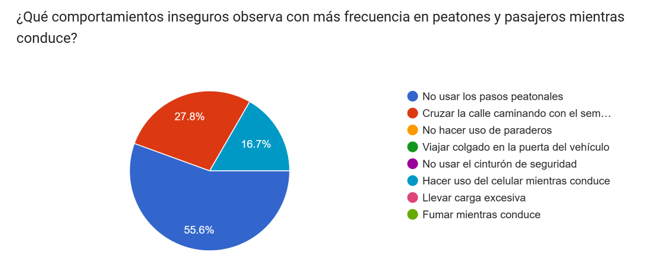 ¿Qué comportamientos inseguros observa con más frecuencia en peatones y pasajeros mientras
conduce?
27.8%
16.7%
55.6%
No usar los pasos peatonales
Cruzar la calle caminando con el sem...
No hacer uso de paraderos
Viajar colgado en la puerta del vehículo
No usar el cinturón de seguridad
Hacer uso del celular mientras conduce
Llevar carga excesiva
Fumar mientras conduce